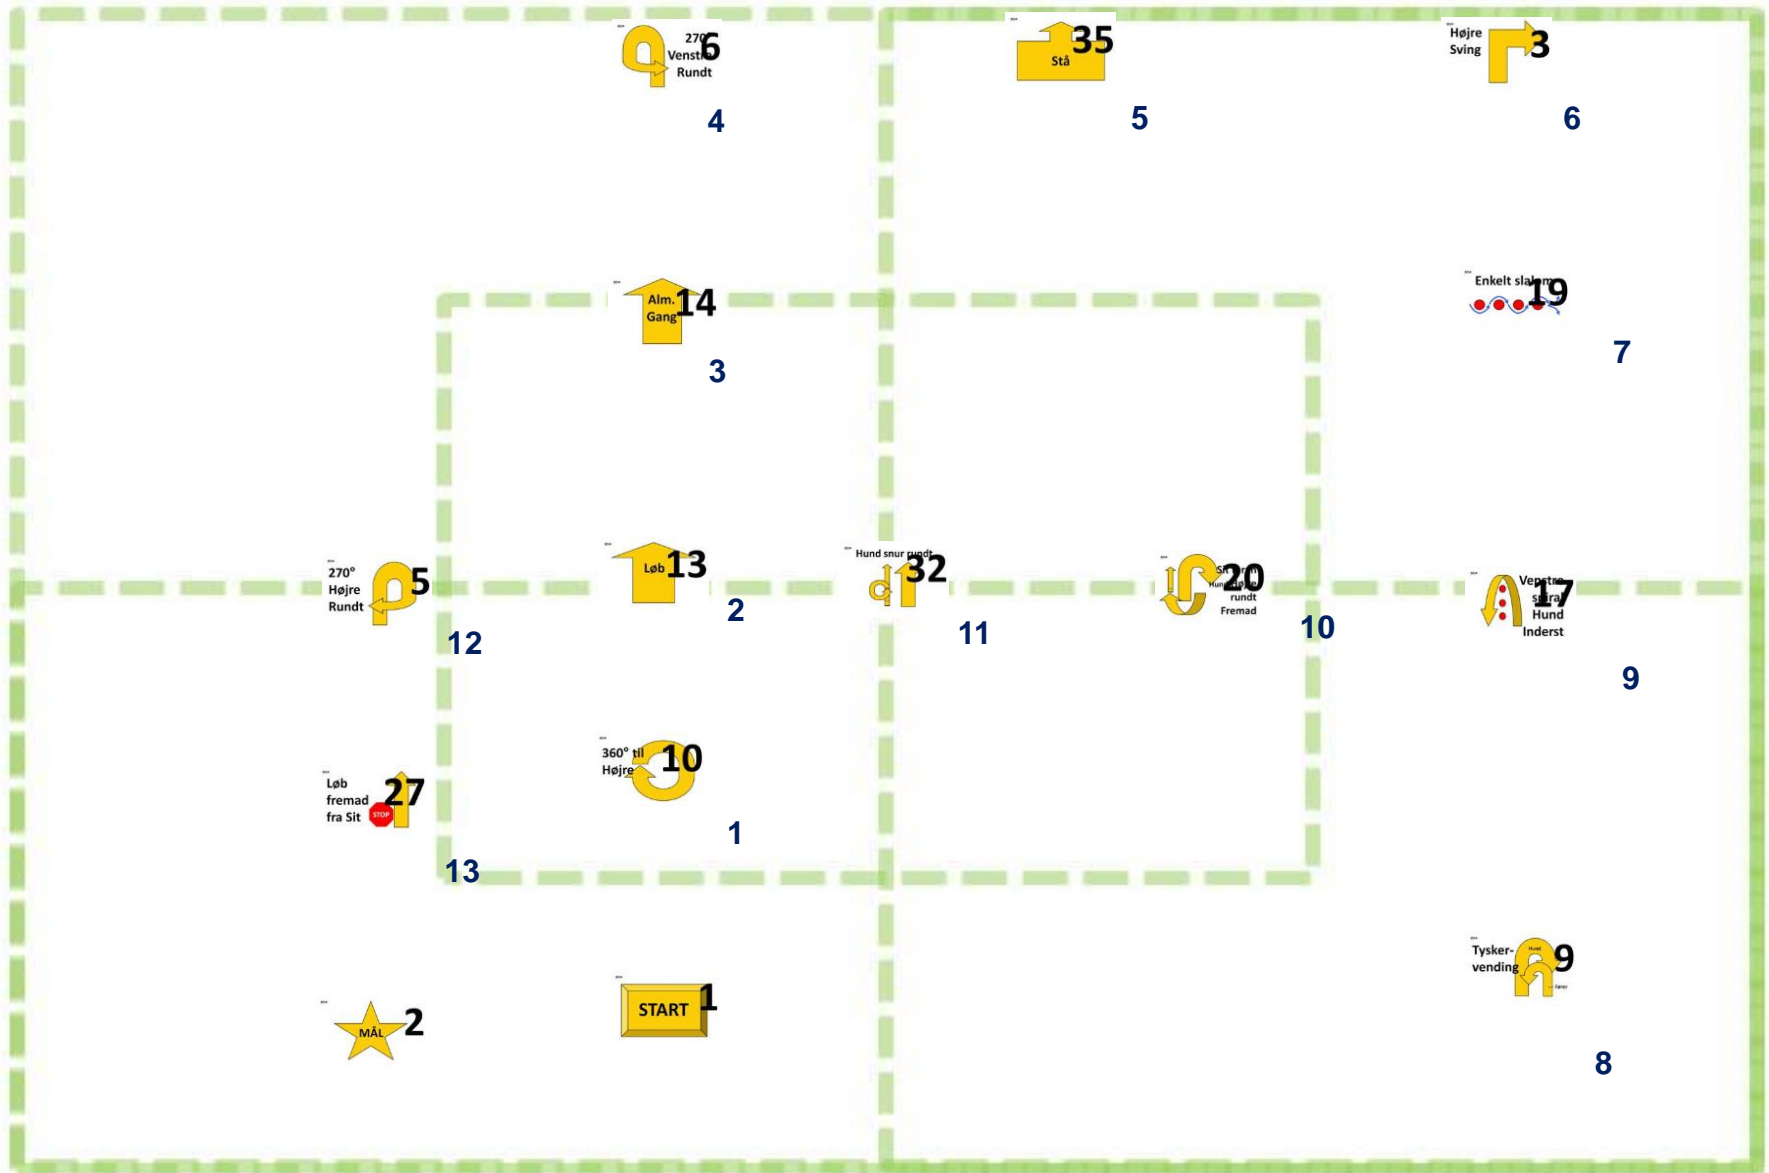 270°
Venstre
Rundt
6
4
Stå
35
5
Højre
Sving
3
6
Alm.
Gang
14
3
Enkelt slalom
19
7
270°
Højre
Rundt
5
12
Løb
13
2
Hund snur rundt
32
11
20
rundt
Fremad
10
Venstre
spiral
Hund
Inderst
17
9
360° til
Højre
10
1
Løb
fremad
fra Sit
STOP
27
13
Tysker-
vending
Hund
Fører
9
8
MÅL
2
START
1